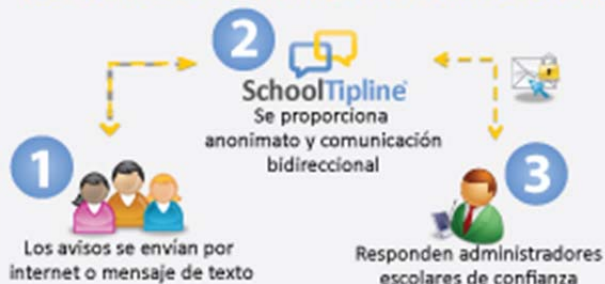 2
SchoolTipline
Se proporciona
anonimato y comunicación
bidireccional
1
Los avisos se envían por
internet o mensaje de texto
3
Responden administradores
escolares de confianza